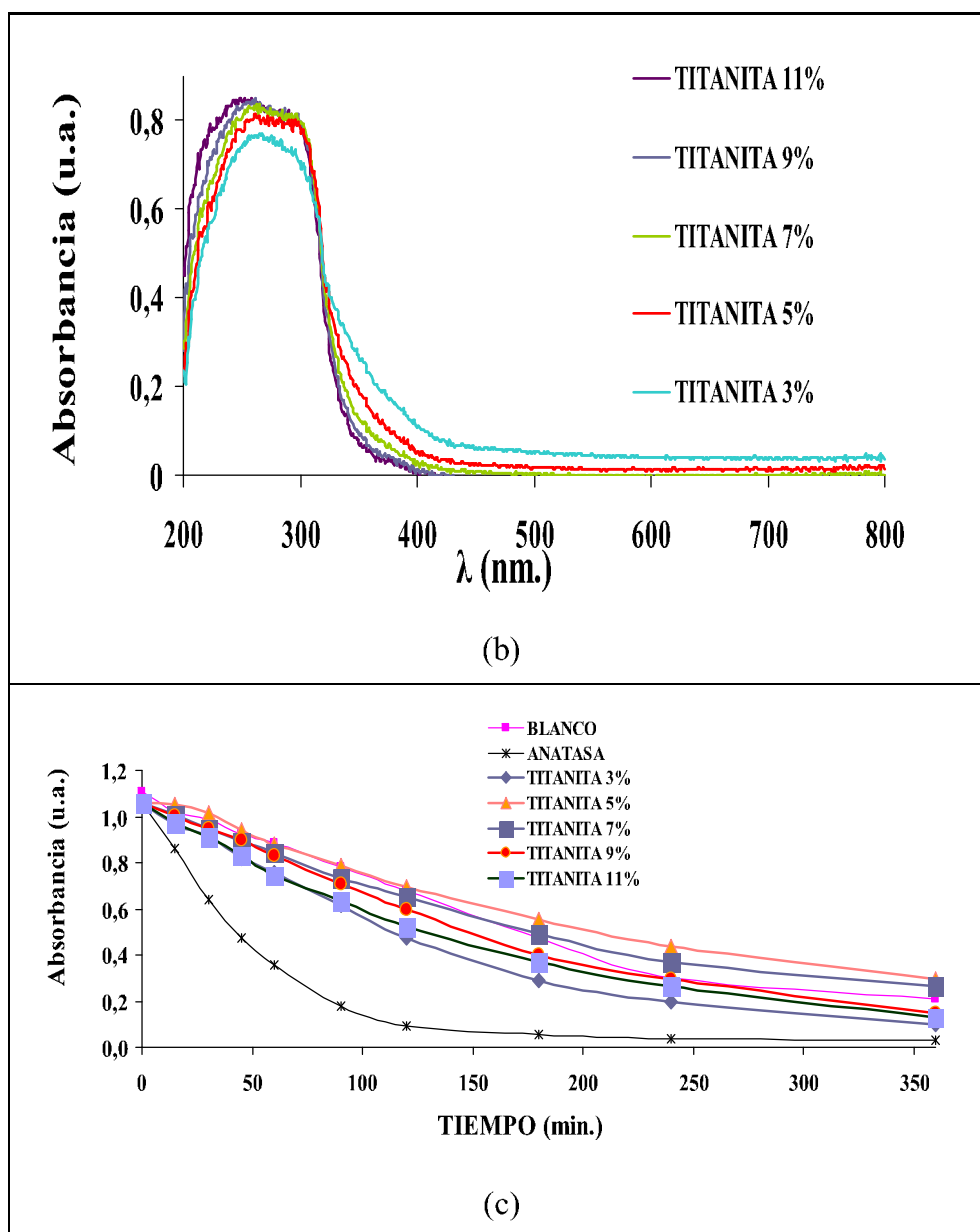 TITANITA 11%
TITANITA 9%
TITANITA 7%
TITANITA 5%
TITANITA 3%
Absorbancia (u.a.)
0,8
0,6
0,4
0,2
0
200 300 400 500 600 700 800
λ (nm.)
(b)
BLANCO
ANATASA
TITANITA 3%
TITANITA 5%
TITANITA 7%
TITANITA 9%
TITANITA 11%
Absorbancia (u.a.)
1,2
1,0
0,8
0,6
0,4
0,2
0,0
0 50 100 150 200 250 300 350
TIEMPO (min.)
(c)